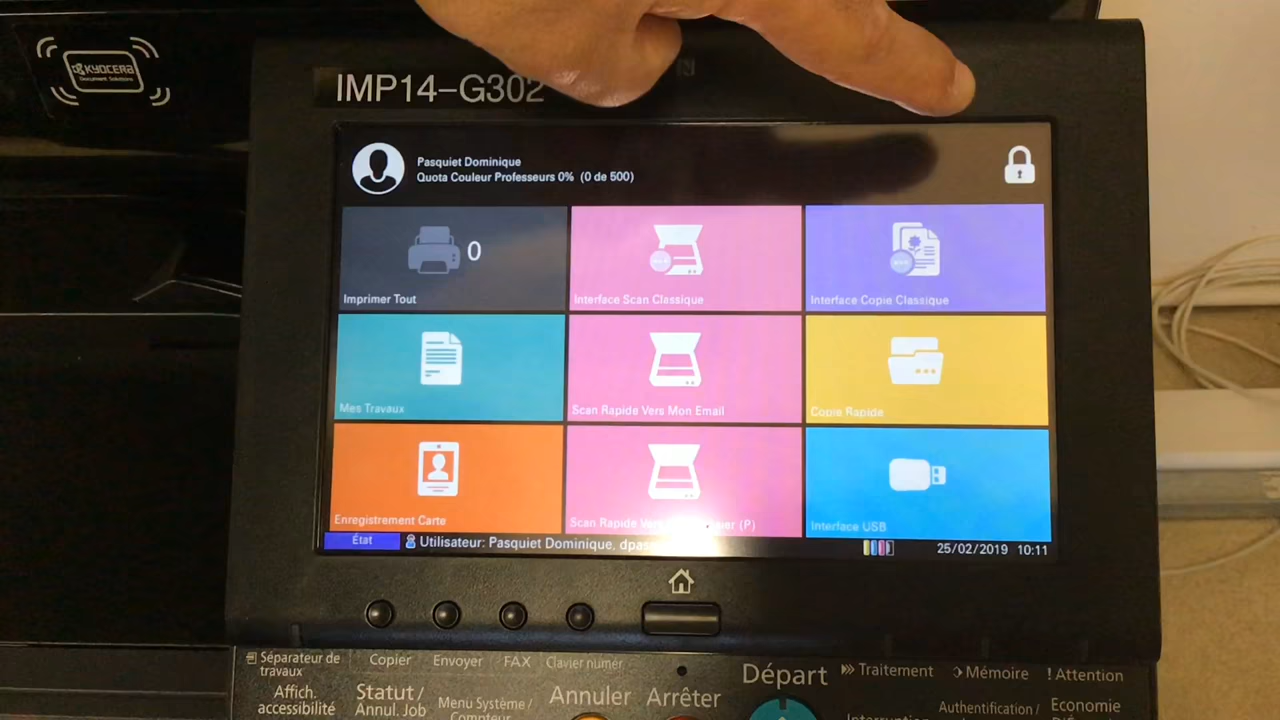 KYOCERA
Document Solutions
IMP14-G302
Pasquiet Dominique
Quota Couleur Professeurs 0% (0 de 500)
0
Imprimer Tout
Interface Scan Classique
Interface Copie Classique
Mes Travaux
Scan Rapide Vers Mon Email
Copie Rapide
Enregistrement Carte
Scan Rapide (P)
Interface USB
État
Utilisateur: Pasquiet Dominique,
25/02/2019 10:11
Séparateur de
travaux
Copier
Envoyer
FAX
Clavier numér.
Départ
Traitement
Mémoire
! Attention
Affich.
accessibilité
Statut /
Annul. Job
Menu Système /
Compteur
Annuler
Arrêter
Authentification /
Economie